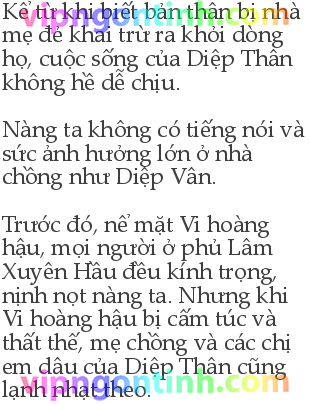 Kể từ khi biết bản thân bị nhà
mẹ đẻ khai trừ ra khỏi dòng
họ, cuộc sống của Diệp Thân
không hề dễ chịu.
Nàng ta không có tiếng nói và
sức ảnh hưởng lớn ở nhà
chồng như Diệp Vân.
Trước đó, nể mặt Vi hoàng
hậu, mọi người ở phủ Lâm
Xuyên Hầu đều kính trọng,
nịnh nọt nàng ta. Nhưng khi
Vi hoàng hậu bị cấm túc và
thất thế, mẹ chồng và các chị
em dâu của Diệp Thân cũng
lạnh nhạt theo.
vipngontinh.com
vipngontinh.com